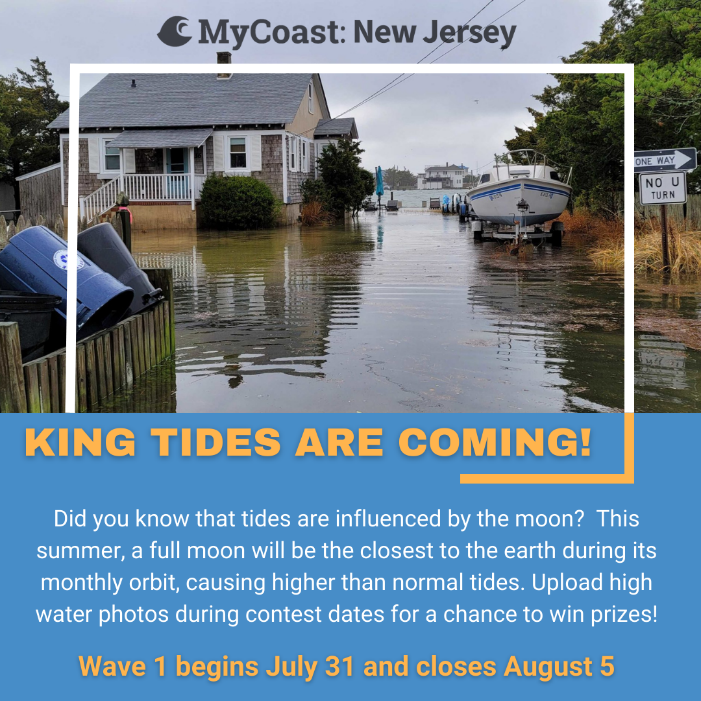 MyCoast: New Jersey
ONE WAY
NO U
TURN
KING TIDES ARE COMING!
Did you know that tides are influenced by the moon?  This
summer, a full moon will be the closest to the earth during its
monthly orbit, causing higher than normal tides. Upload high
water photos during contest dates for a chance to win prizes!
Wave 1 begins July 31 and closes August 5